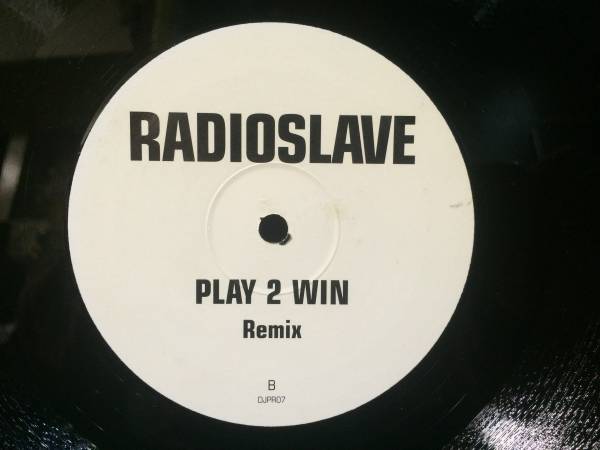 RADIOSLAVE
PLAY 2 WIN
Remix
B
DJPR07